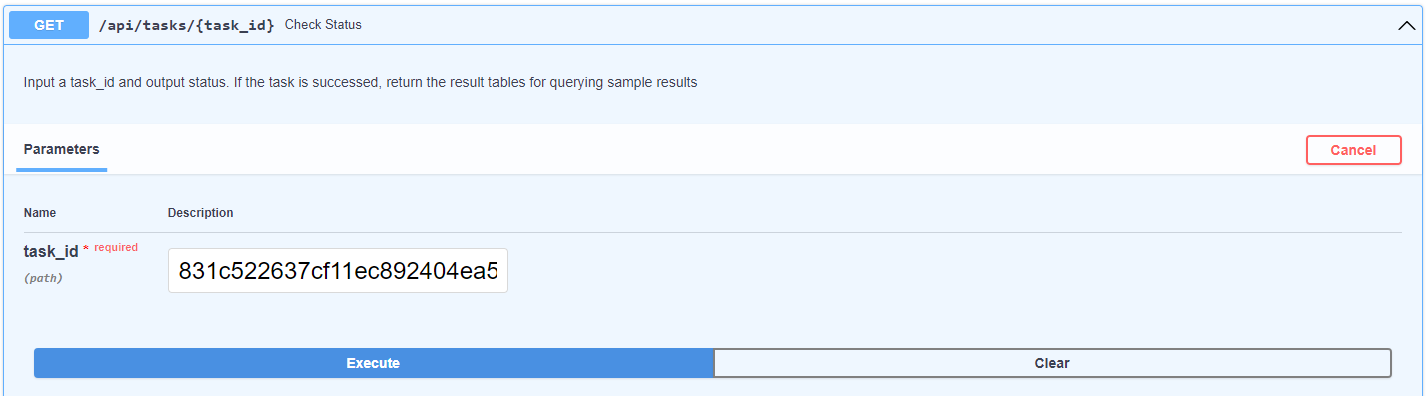 GET /api/tasks/{task_id} Check Status
Input a task_id and output status. If the task is successed, return the result tables for querying sample results
Parameters Cancel
Name Description
task_id * required
831c522637cf11ec892404ea5
(path)
Execute Clear